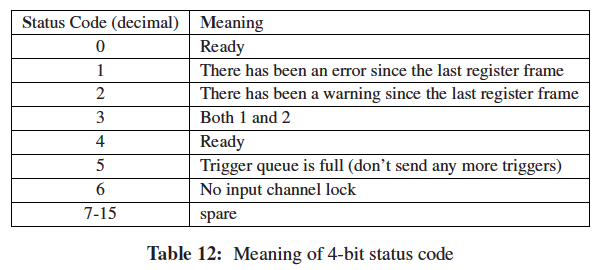 Status Code (decimal) Meaning
0 Ready
1 There has been an error since the last register frame
2 There has been a warning since the last register frame
3 Both 1 and 2
4 Ready
5 Trigger queue is full (don’t send any more triggers)
6 No input channel lock
7-15 spare
Table 12: Meaning of 4-bit status code